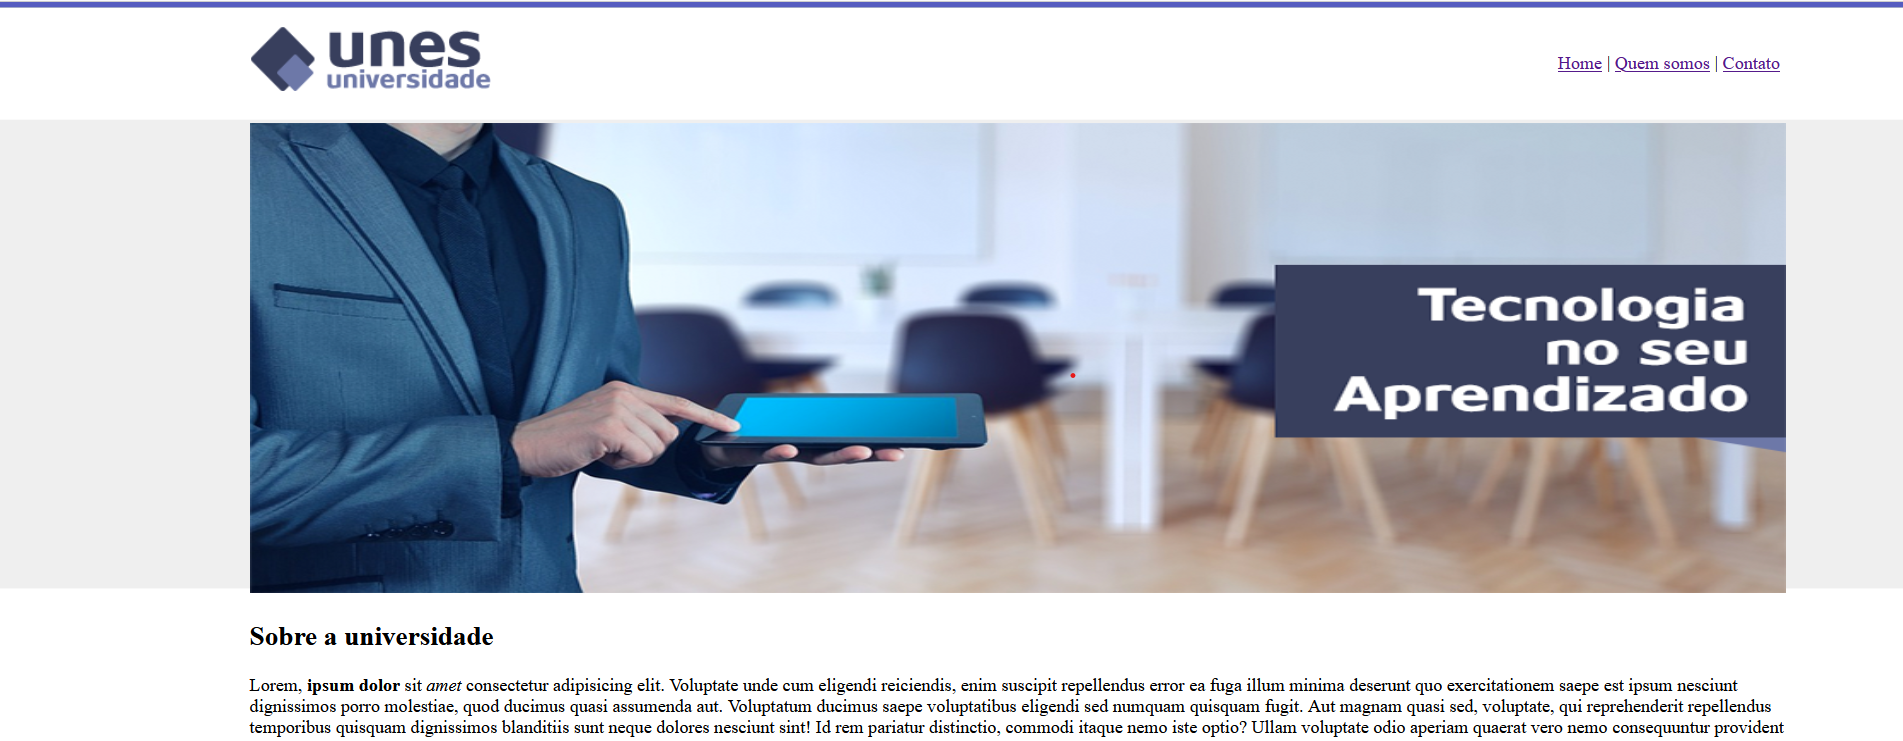 unes
universidade
Home | Quem somos | Contato
Tecnologia
no seu
Aprendizado
Sobre a universidade
Lorem, ipsum dolor sit amet consectetur adipisicing elit. Voluptate unde cum eligendi reiciendis, enim suscipit repellendus error ea fuga illum minima deserunt quo exercitationem saepe est ipsum nesciunt
dignissimos porro molestiae, quod ducimus quasi assumenda aut. Voluptatum ducimus saepe voluptatibus eligendi sed numquam quisquam fugit. Aut magnam quasi sed, voluptate, qui reprehenderit repellendus
temporibus quisquam dignissimos blanditiis sunt neque dolores nesciunt sint! Id rem pariatur distinctio, commodi itaque nemo iste optio? Ullam voluptate odio aperiam quaerat vero nemo consequuntur provident